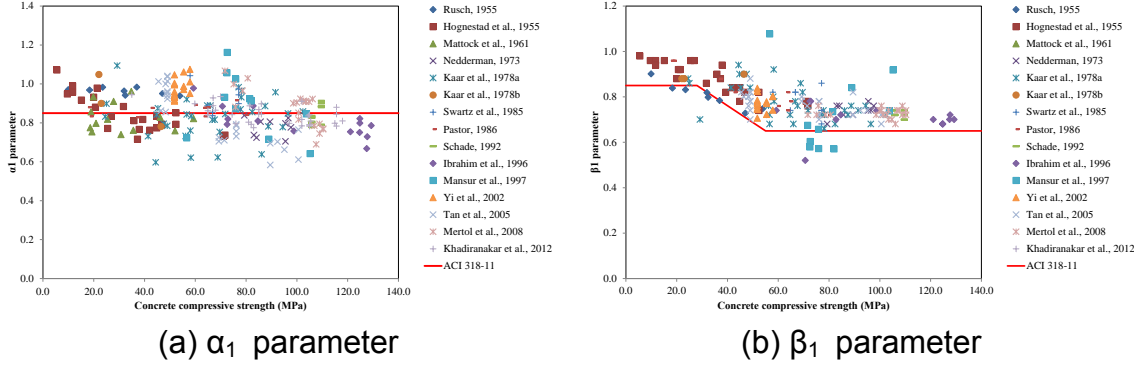 1.4
1.2
1.0
0.8
0.6
0.4
0.2
0.0
α1 parameter
0.0 20.0 40.0 60.0 80.0 100.0 120.0 140.0
Concrete compressive strength (MPa)
Rusch, 1955
Hognestad et al., 1955
Mattock et al., 1961
Nedderman, 1973
Kaar et al., 1978a
Kaar et al., 1978b
Swartz et al., 1985
Pastor, 1986
Schade, 1992
Ibrahim et al., 1996
Mansur et al., 1997
Yi et al., 2002
Tan et al., 2005
Mertol et al., 2008
Khadiranakar et al., 2012
ACI 318-11
(a) α₁ parameter
1.2
1.0
0.8
0.6
0.4
0.2
0.0
β1 parameter
0.0 20.0 40.0 60.0 80.0 100.0 120.0 140.0
Concrete compressive strength (MPa)
Rusch, 1955
Hognestad et al., 1955
Mattock et al., 1961
Nedderman, 1973
Kaar et al., 1978a
Kaar et al., 1978b
Swartz et al., 1985
Pastor, 1986
Schade, 1992
Ibrahim et al., 1996
Mansur et al., 1997
Yi et al., 2002
Tan et al., 2005
Mertol et al., 2008
Khadiranakar et al., 2012
ACI 318-11
(b) β₁ parameter